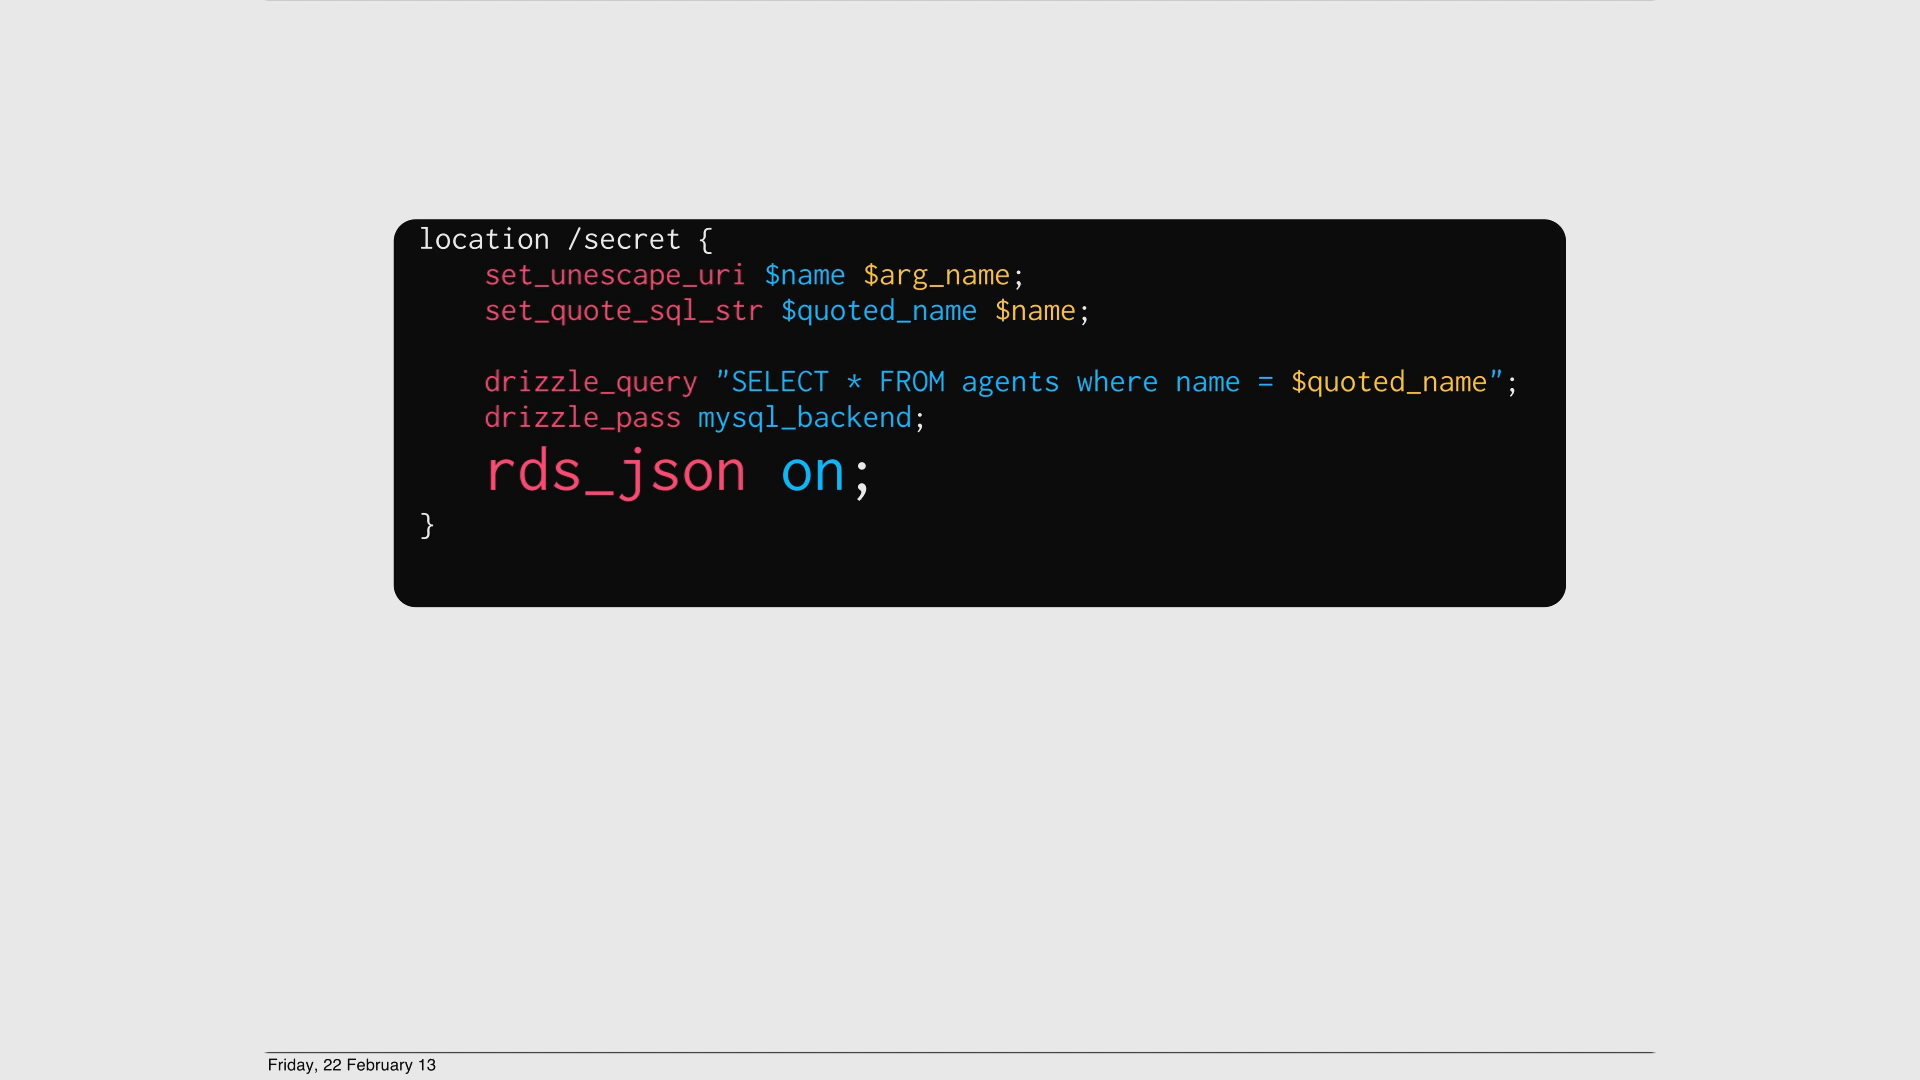 location /secret {
    set_unescape_uri $name $arg_name;
    set_quote_sql_str $quoted_name $name;
    drizzle_query "SELECT * FROM agents where name = $quoted_name";
    drizzle_pass mysql_backend;
    rds_json on;
}
Friday, 22 February 13